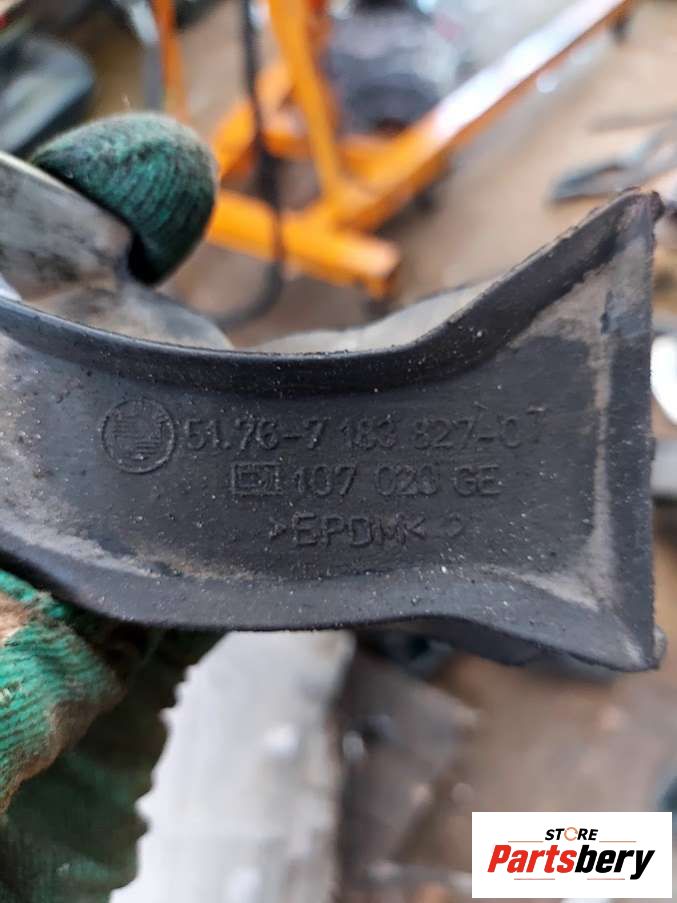 51.76-7 183 827-07
107 020 GE
>EPDM<
STORE
Partsbery